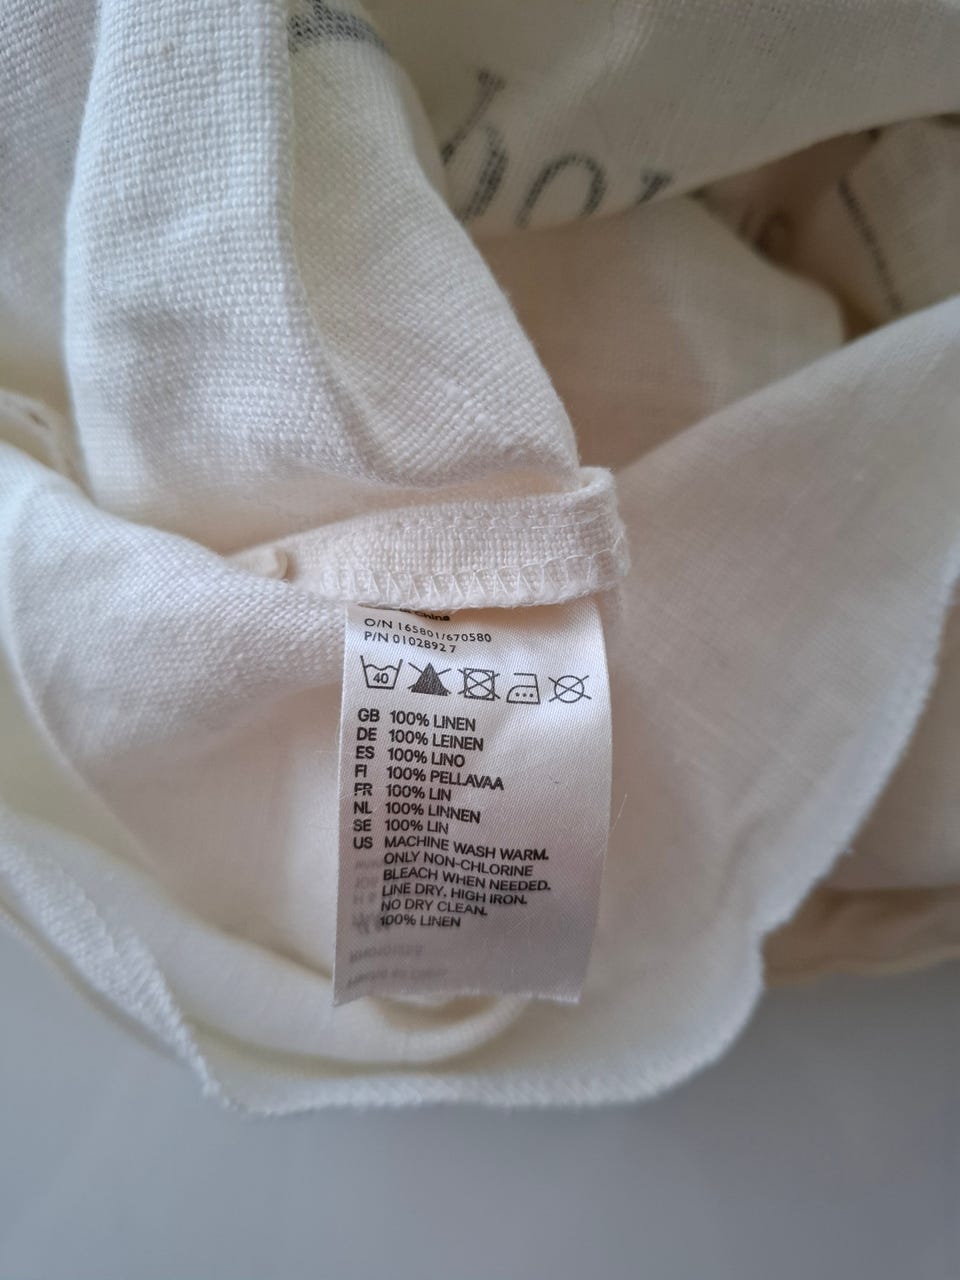 China
O/N 165801/670580
P/N 01028927
40
GB 100% LINEN
DE 100% LEINEN
ES 100% LINO
FI 100% PELLAVAA
FR 100% LIN
NL 100% LINNEN
SE 100% LIN
US MACHINE WASH WARM.
ONLY NON-CHLORINE
BLEACH WHEN NEEDED.
LINE DRY. HIGH IRON.
NO DRY CLEAN.
100% LINEN